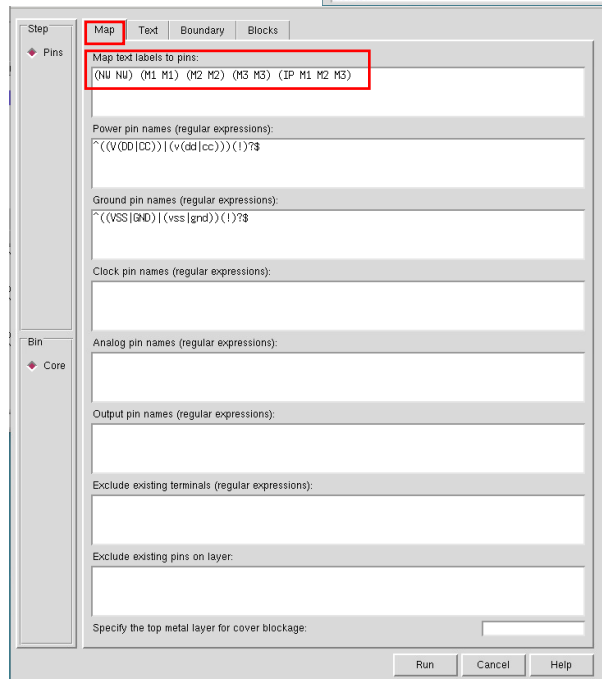 Step
Pins
Map Text Boundary Blocks
Map text labels to pins:
(NW NW) (M1 M1) (M2 M2) (M3 M3) (IP M1 M2 M3)
Power pin names (regular expressions):
^((V(DD|CC))|(v(dd|cc)))(!)?$
Ground pin names (regular expressions):
^((VSS|GND)|(vss|gnd))(!)?$
Clock pin names (regular expressions):
Bin
Core
Analog pin names (regular expressions):
Output pin names (regular expressions):
Exclude existing terminals (regular expressions):
Exclude existing pins on layer:
Specify the top metal layer for cover blockage:
Run Cancel Help